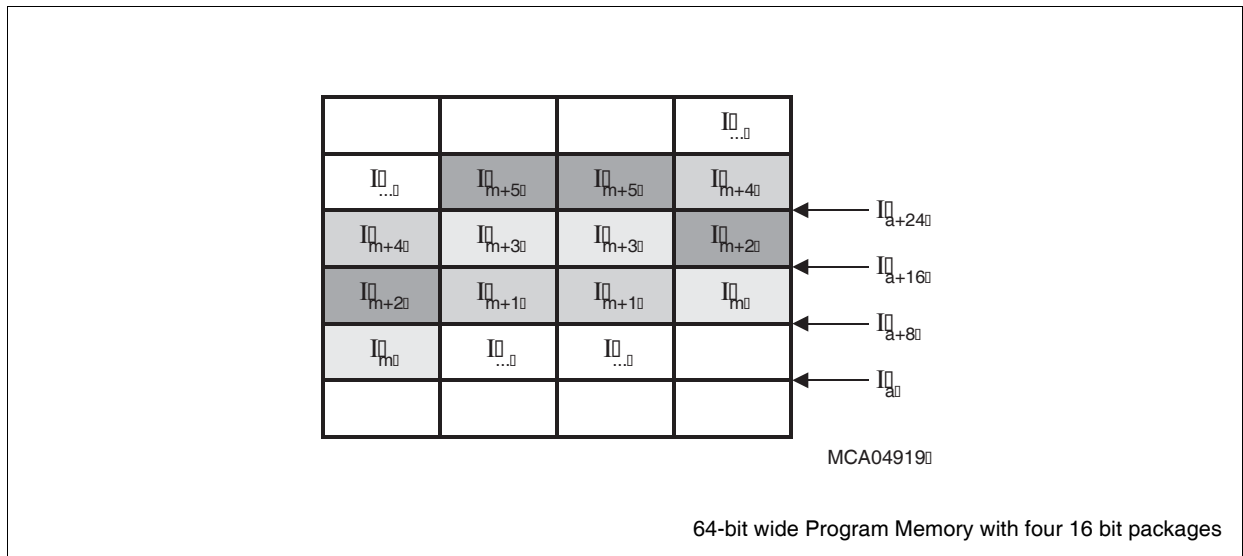 I...
I... Im+5 Im+5 Im+4
Ia+24
Im+4 Im+3 Im+3 Im+2
Ia+16
Im+2 Im+1 Im+1 Im
Ia+8
Im I... I...
Ia
MCA04919
64-bit wide Program Memory with four 16 bit packages